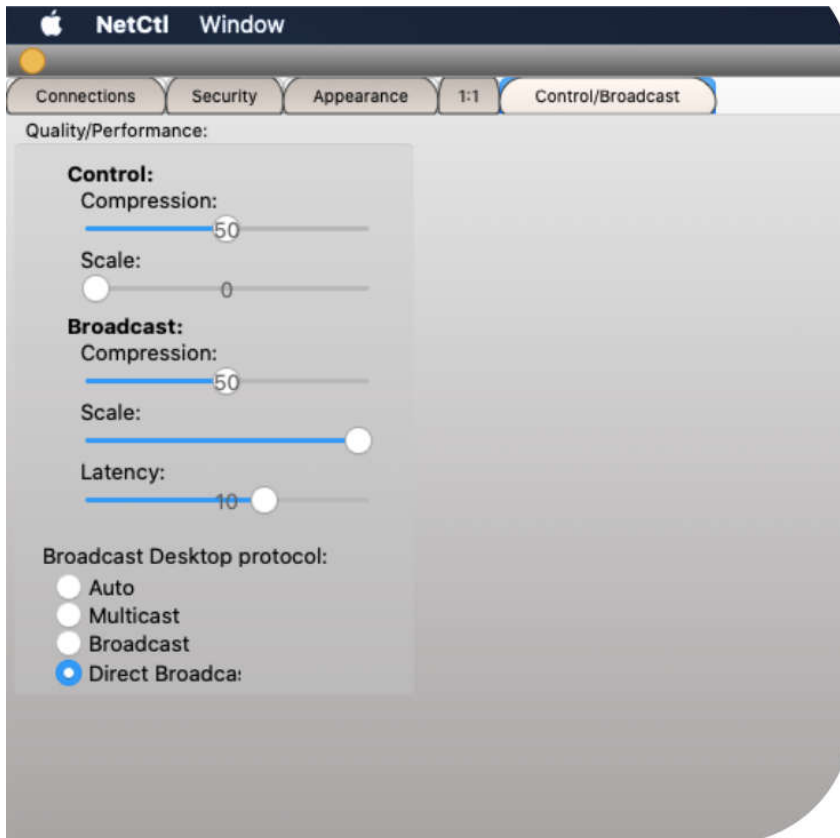 NetCtl Window
Connections Security Appearance 1:1 Control/Broadcast
Quality/Performance:
Control:
Compression:
50
Scale:
0
Broadcast:
Compression:
50
Scale:
Latency:
10
Broadcast Desktop protocol:
Auto
Multicast
Broadcast
Direct Broadca